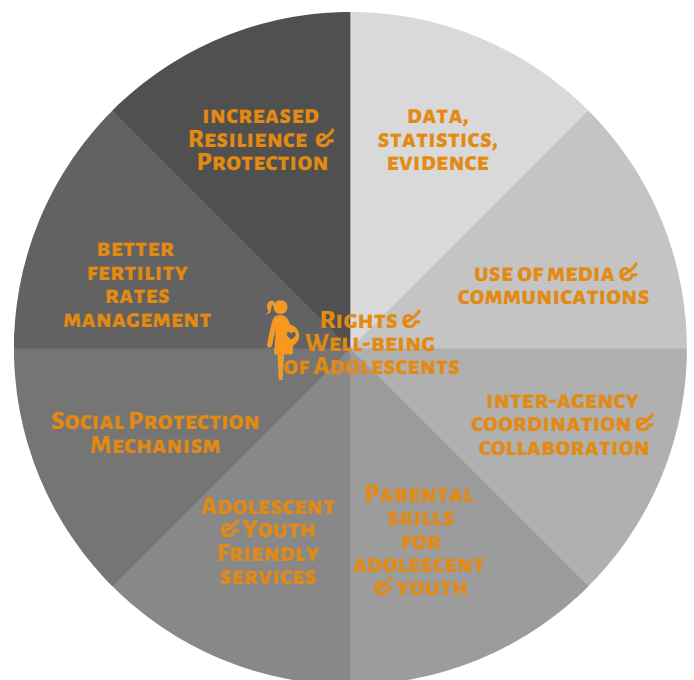 INCREASED
RESILIENCE &
PROTECTION
DATA,
STATISTICS,
EVIDENCE
USE OF MEDIA &
COMMUNICATIONS
INTER-AGENCY
COORDINATION &
COLLABORATION
PARENTAL
SKILLS
FOR
ADOLESCENT
& YOUTH
ADOLESCENT
& YOUTH
FRIENDLY
SERVICES
SOCIAL PROTECTION
MECHANISM
BETTER
FERTILITY
RATES
MANAGEMENT
RIGHTS &
WELL-BEING
OF ADOLESCENTS